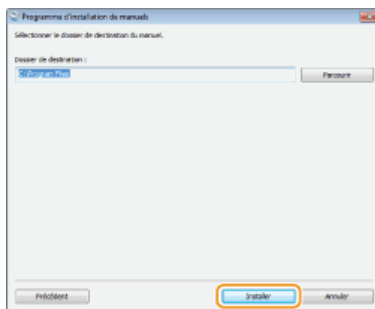 Programme d'installation de manuels
Sélectionner le dossier de destination du manuel.
Dossier de destination :
C:\Program Files
Parcourir
Précédent
Installer
Annuler